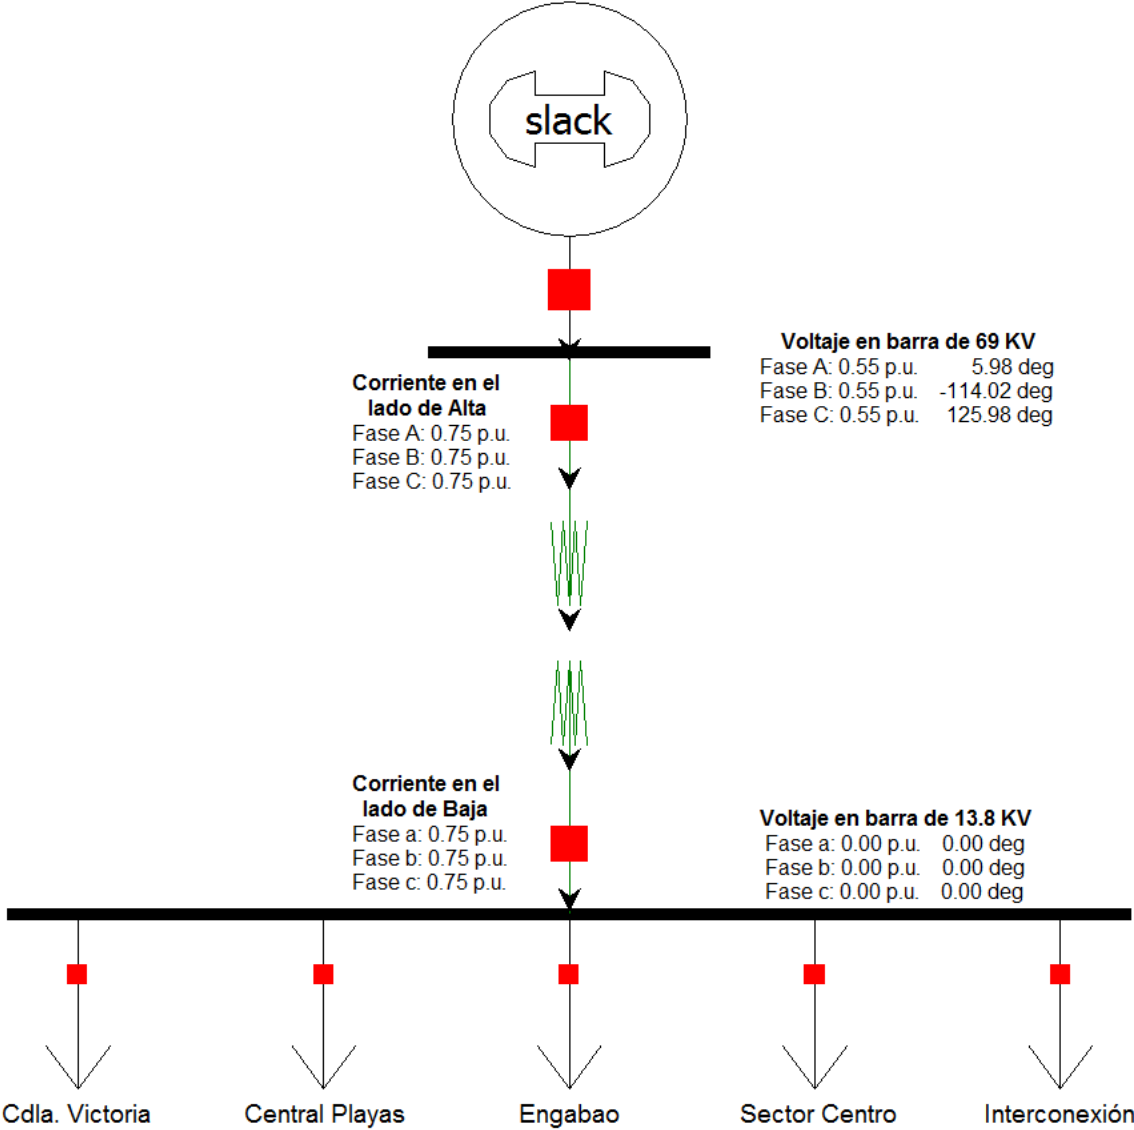 slack
Voltaje en barra de 69 KV
Fase A: 0.55 p.u. 5.98 deg
Fase B: 0.55 p.u. -114.02 deg
Fase C: 0.55 p.u. 125.98 deg
Corriente en el
lado de Alta
Fase A: 0.75 p.u.
Fase B: 0.75 p.u.
Fase C: 0.75 p.u.
Corriente en el
lado de Baja
Fase a: 0.75 p.u.
Fase b: 0.75 p.u.
Fase c: 0.75 p.u.
Voltaje en barra de 13.8 KV
Fase a: 0.00 p.u. 0.00 deg
Fase b: 0.00 p.u. 0.00 deg
Fase c: 0.00 p.u. 0.00 deg
Cdla. Victoria
Central Playas
Engabao
Sector Centro
Interconexión